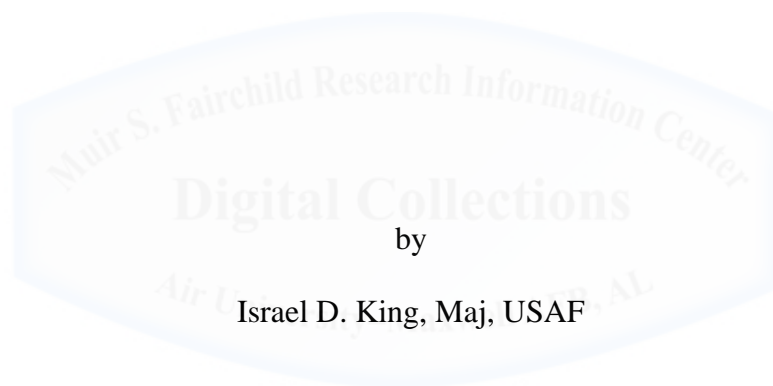 Muir S. Fairchild Research Information Center
Digital Collections
by
Air University
AL
Israel D. King, Maj, USAF